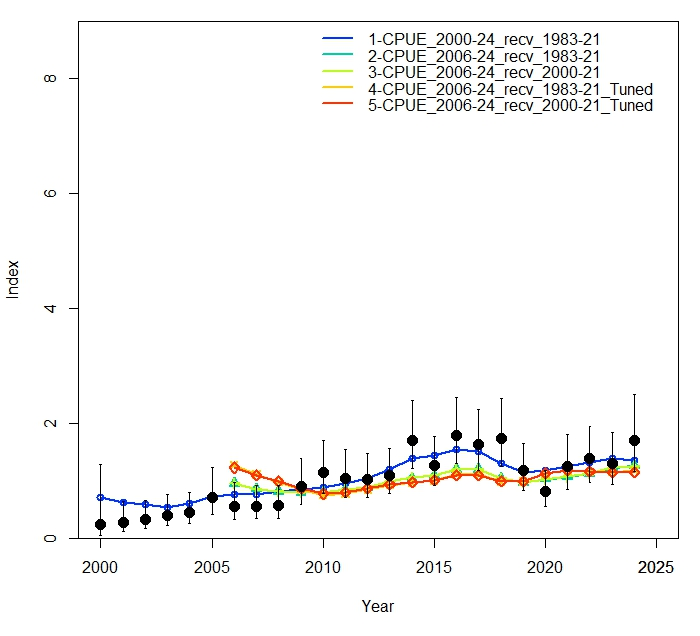 1-CPUE_2000-24_recv_1983-21
2-CPUE_2006-24_recv_1983-21
3-CPUE_2006-24_recv_2000-21
4-CPUE_2006-24_recv_1983-21_Tuned
5-CPUE_2006-24_recv_2000-21_Tuned
8
6
4
2
0
Index
2000 2005 2010 2015 2020 2025
Year